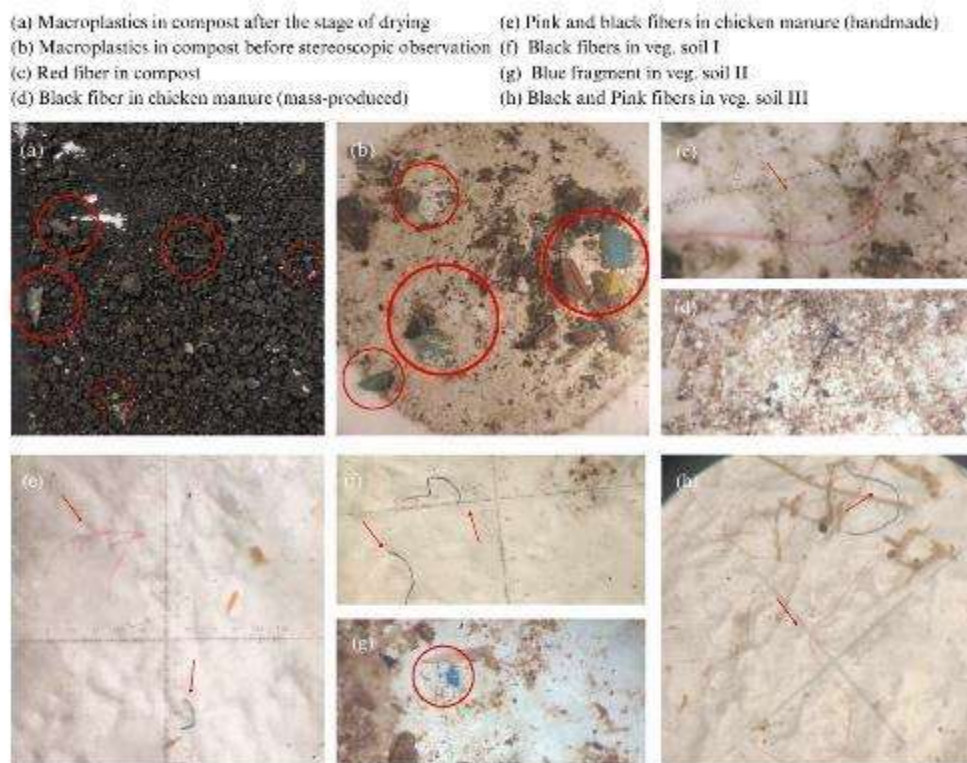 (a) Macroplastics in compost after the stage of drying
(b) Macroplastics in compost before stereoscopic observation
(c) Red fiber in compost
(d) Black fiber in chicken manure (mass-produced)
(e) Pink and black fibers in chicken manure (handmade)
(f) Black fibers in veg. soil I
(g) Blue fragment in veg. soil II
(h) Black and Pink fibers in veg. soil III
(a)
(b)
(c)
(d)
(e)
(f)
(g)
(h)